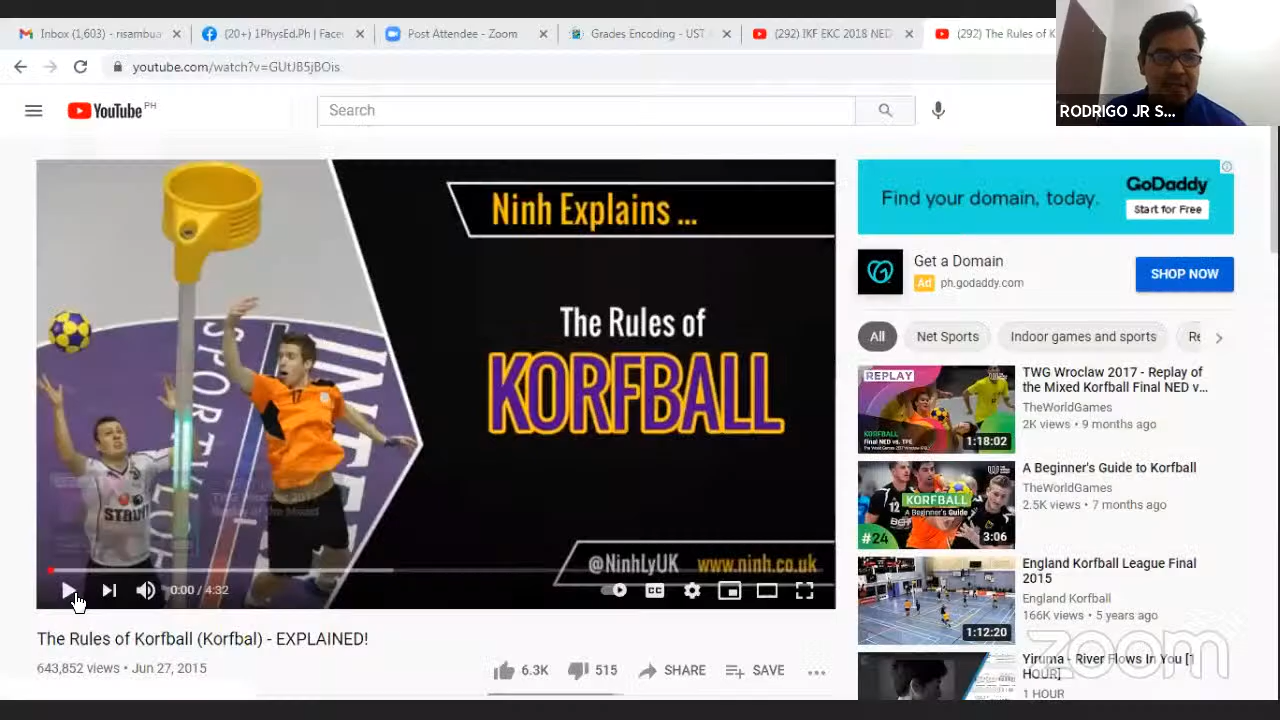 Inbox (1,603) - risambua
(20+) 1PhysEd.Ph | Face
Post Attendee - Zoom
Grades Encoding - UST
(292) IKF EKC 2018 NED
(292) The Rules of K
youtube.com/watch?v=GUtJB5jBOis
RODRIGO JR S...
YouTube PH
Search
Ninh Explains ...
The Rules of
KORFBALL
@NinhLyUK www.ninh.co.uk
0:00 / 4:32
CC
The Rules of Korfball (Korfbal) - EXPLAINED!
643,852 views • Jun 27, 2015
6.3K 515 SHARE SAVE ...
Find your domain, today.
GoDaddy
Start for Free
Get a Domain
Ad ph.godaddy.com
SHOP NOW
All Net Sports Indoor games and sports Re
REPLAY
KORFBALL
Final NED vs. TPE
1:18:02
TWG Wroclaw 2017 - Replay of
the Mixed Korfball Final NED v...
TheWorldGames
2K views • 9 months ago
KORFBALL
A Beginner's Guide
#24
3:06
A Beginner's Guide to Korfball
TheWorldGames
2.5K views • 7 months ago
1:12:20
England Korfball League Final
2015
England Korfball
166K views • 5 years ago
Yiruma - River Flows In You [1
HOUR]
1 HOUR
zoom